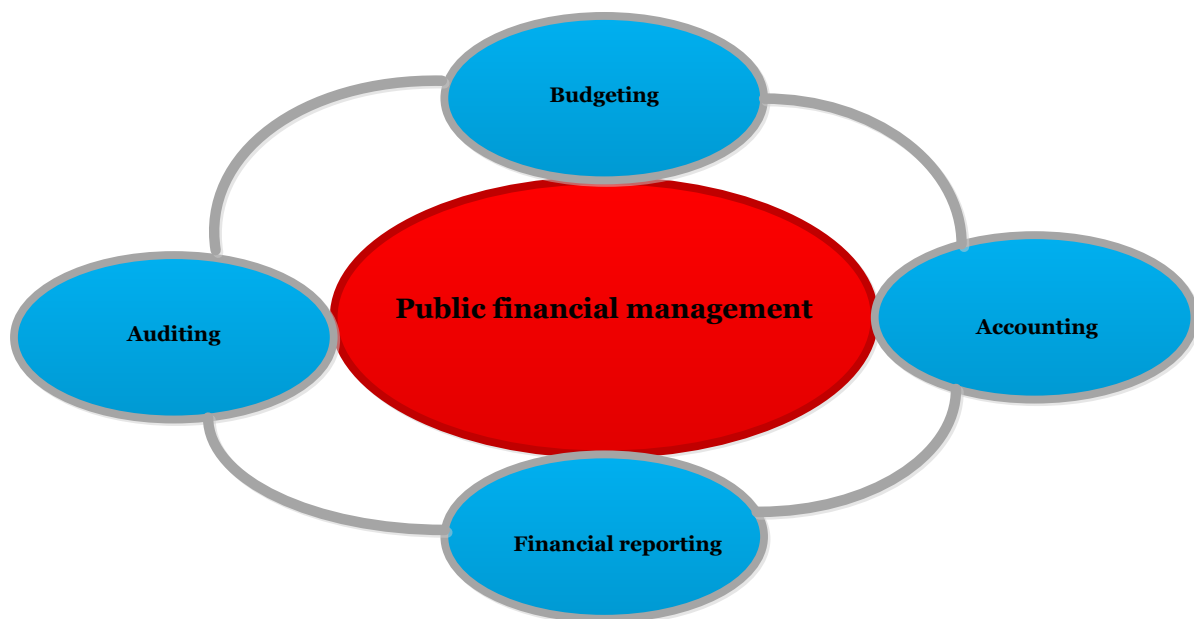 Budgeting
Public financial management
Auditing
Accounting
Financial reporting